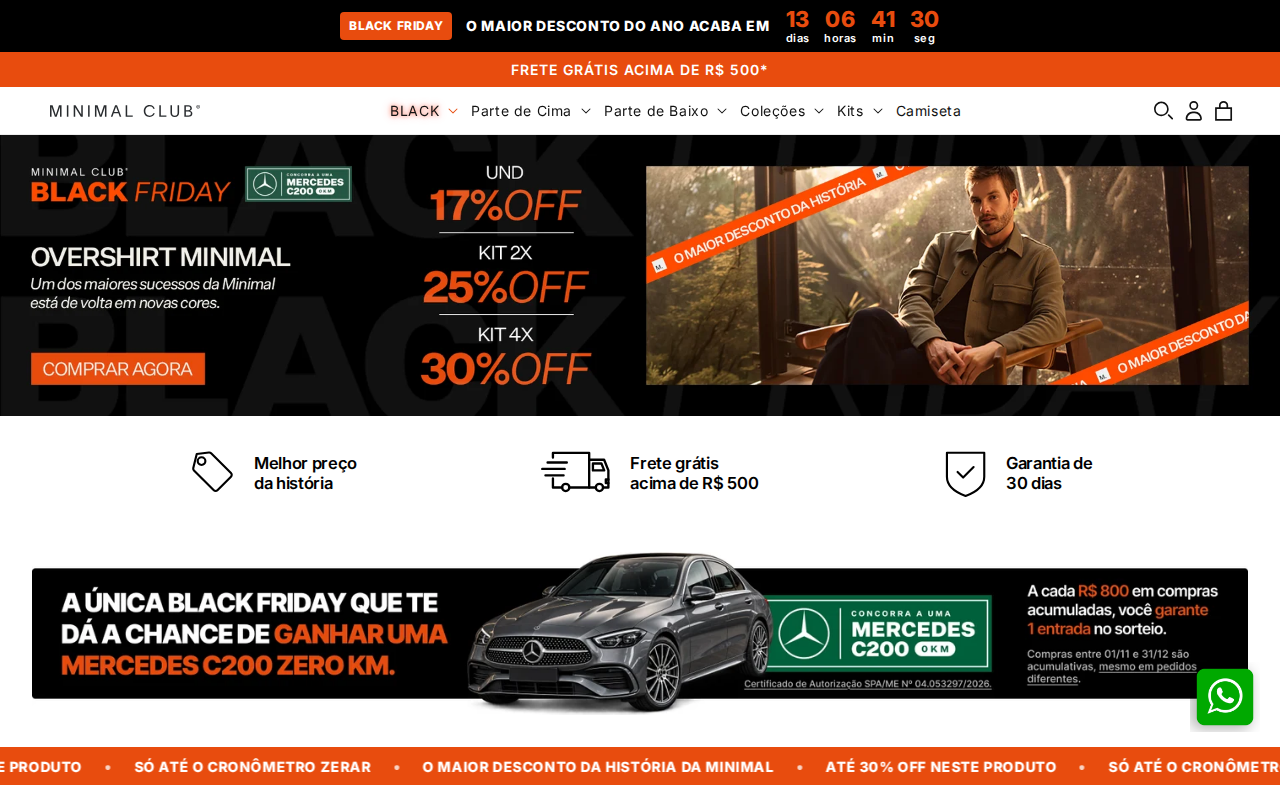 BLACK FRIDAY
O MAIOR DESCONTO DO ANO ACABA EM
13 06 41 30
dias horas min seg
FRETE GRÁTIS ACIMA DE R$ 500*
MINIMAL CLUB®
BLACK
Parte de Cima
Parte de Baixo
Coleções
Kits
Camiseta
MINIMAL CLUB®
BLACK FRIDAY
CONCORRA A UMA
MERCEDES
C200 0KM
OVERSHIRT MINIMAL
Um dos maiores sucessos da Minimal
está de volta em novas cores.
COMPRAR AGORA
UND
17%OFF
KIT 2X
25%OFF
KIT 4X
30%OFF
M. O MAIOR DESCONTO DA HISTÓRIA M.
M. O MAIOR DESCONTO DA
BLACK FRIDAY
BLACK FRIDAY
Melhor preço
da história
Frete grátis
acima de R$ 500
Garantia de
30 dias
A ÚNICA BLACK FRIDAY QUE TE
DÁ A CHANCE DE GANHAR UMA
MERCEDES C200 ZERO KM.
CONCORRA A UMA
MERCEDES
C200 0KM
Certificado de Autorização SPA/ME Nº 04.053297/2026.
A cada R$ 800 em compras
acumuladas, você garante
1 entrada no sorteio.
Compras entre 01/11 e 31/12 são
acumulativas, mesmo em pedidos
diferentes.
E PRODUTO • SÓ ATÉ O CRONÔMETRO ZERAR • O MAIOR DESCONTO DA HISTÓRIA DA MINIMAL • ATÉ 30% OFF NESTE PRODUTO • SÓ ATÉ O CRONÔMETR